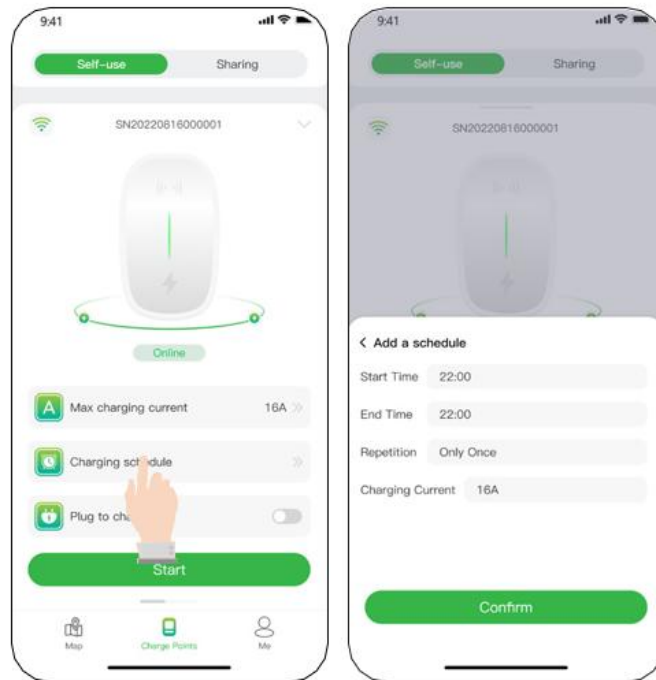 9:41
Self-use Sharing
SN20220816000001
Online
Max charging current 16A
Charging schedule
Plug to cha
Start
Map Charge Points Me
9:41
Self-use Sharing
SN20220816000001
Add a schedule
Start Time 22:00
End Time 22:00
Repetition Only Once
Charging Current 16A
Confirm